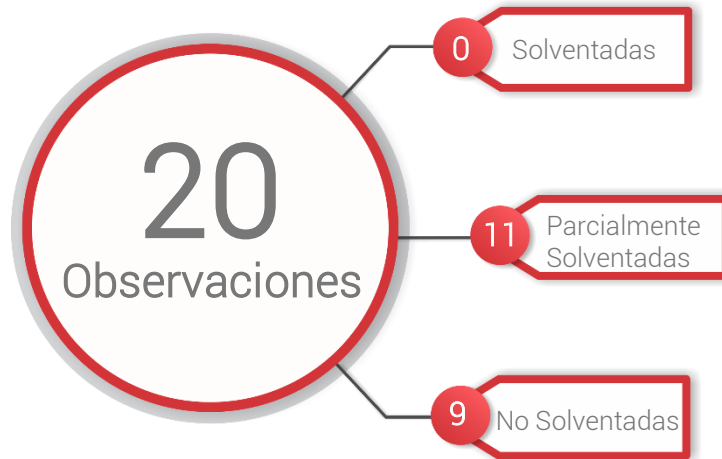 20
Observaciones
0
Solventadas
11
Parcialmente
Solventadas
9
No Solventadas